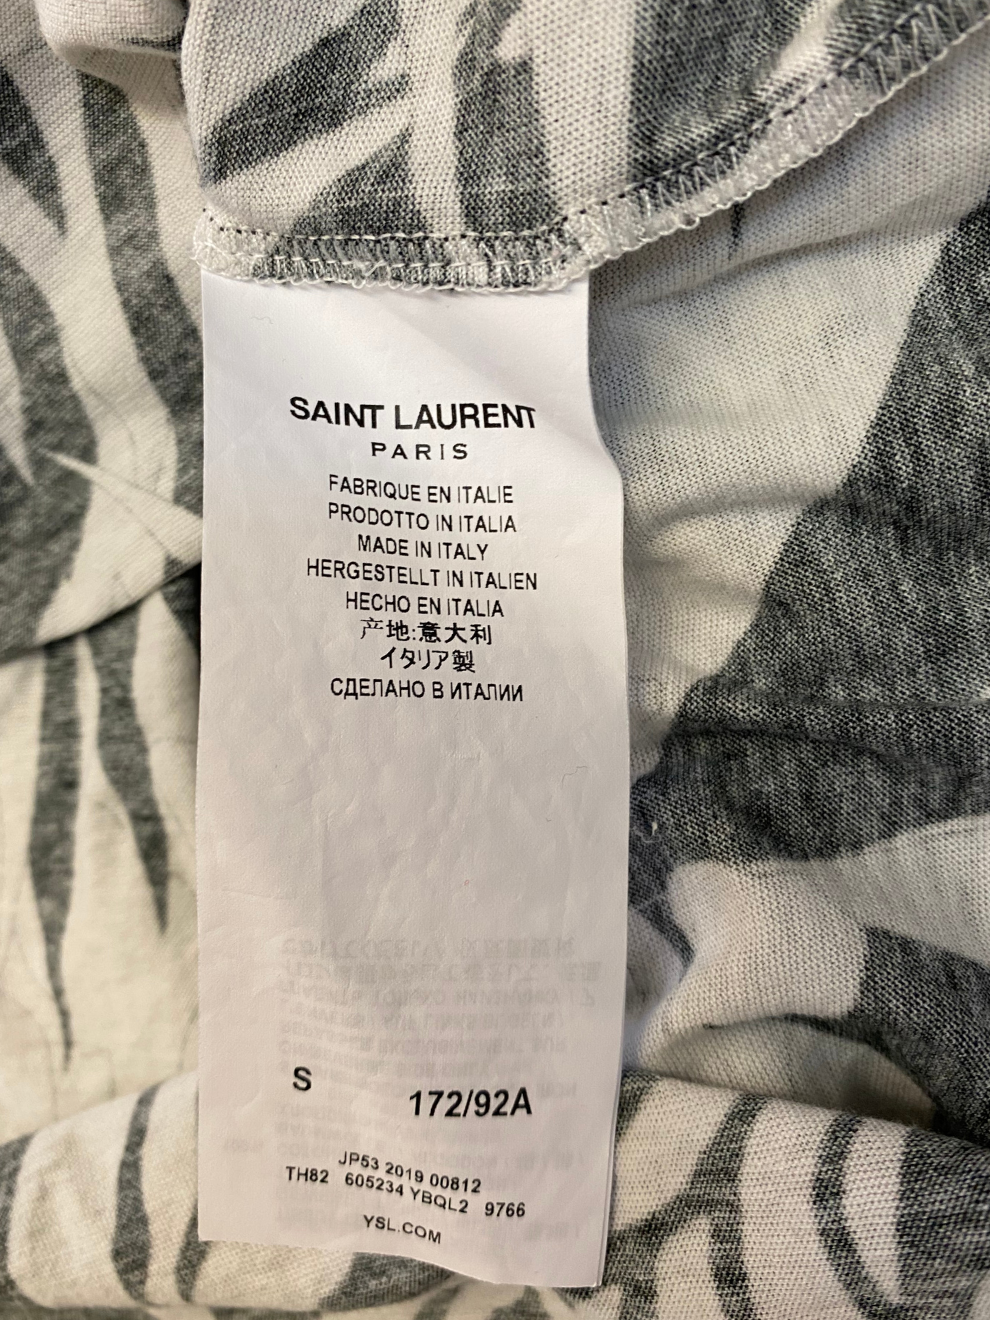 SAINT LAURENT
PARIS
FABRIQUE EN ITALIE
PRODOTTO IN ITALIA
MADE IN ITALY
HERGESTELLT IN ITALIEN
HECHO EN ITALIA
产地:意大利
イタリア製
СДЕЛАНО В ИТАЛИИ
S 172/92A
JP53 2019 00812
TH82 605234 YBQL2 9766
YSL.COM